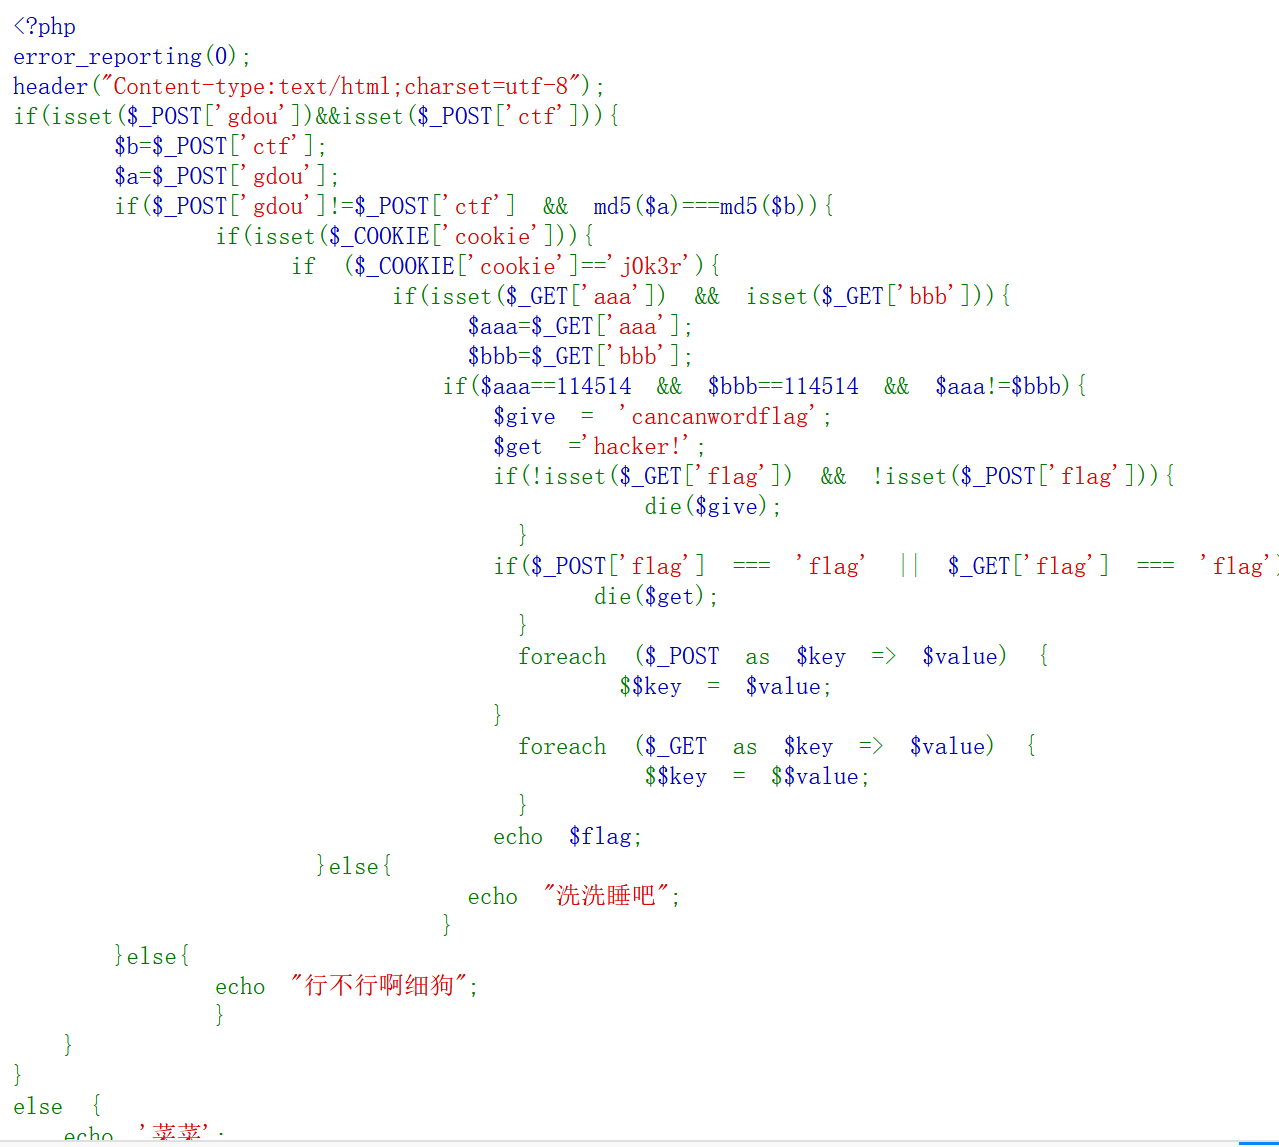 <?php
error_reporting(0);
header("Content-type:text/html;charset=utf-8");
if(isset($_POST['gdou'])&&isset($_POST['ctf'])){
$b=$_POST['ctf'];
$a=$_POST['gdou'];
if($_POST['gdou']!=$_POST['ctf'] && md5($a)===md5($b)){
if(isset($_COOKIE['cookie'])){
if ($_COOKIE['cookie']=='j0k3r'){
if(isset($_GET['aaa']) && isset($_GET['bbb'])){
$aaa=$_GET['aaa'];
$bbb=$_GET['bbb'];
if($aaa==114514 && $bbb==114514 && $aaa!=$bbb){
$give = 'cancanwordflag';
$get ='hacker!';
if(!isset($_GET['flag']) && !isset($_POST['flag'])){
die($give);
}
if($_POST['flag'] === 'flag' || $_GET['flag'] === 'flag')
die($get);
}
foreach ($_POST as $key => $value) {
$$key = $value;
}
foreach ($_GET as $key => $value) {
$$key = $$value;
}
echo $flag;
}else{
echo "洗洗睡吧";
}
}else{
echo "行不行啊细狗";
}
}
}
else {
echo '菜菜';